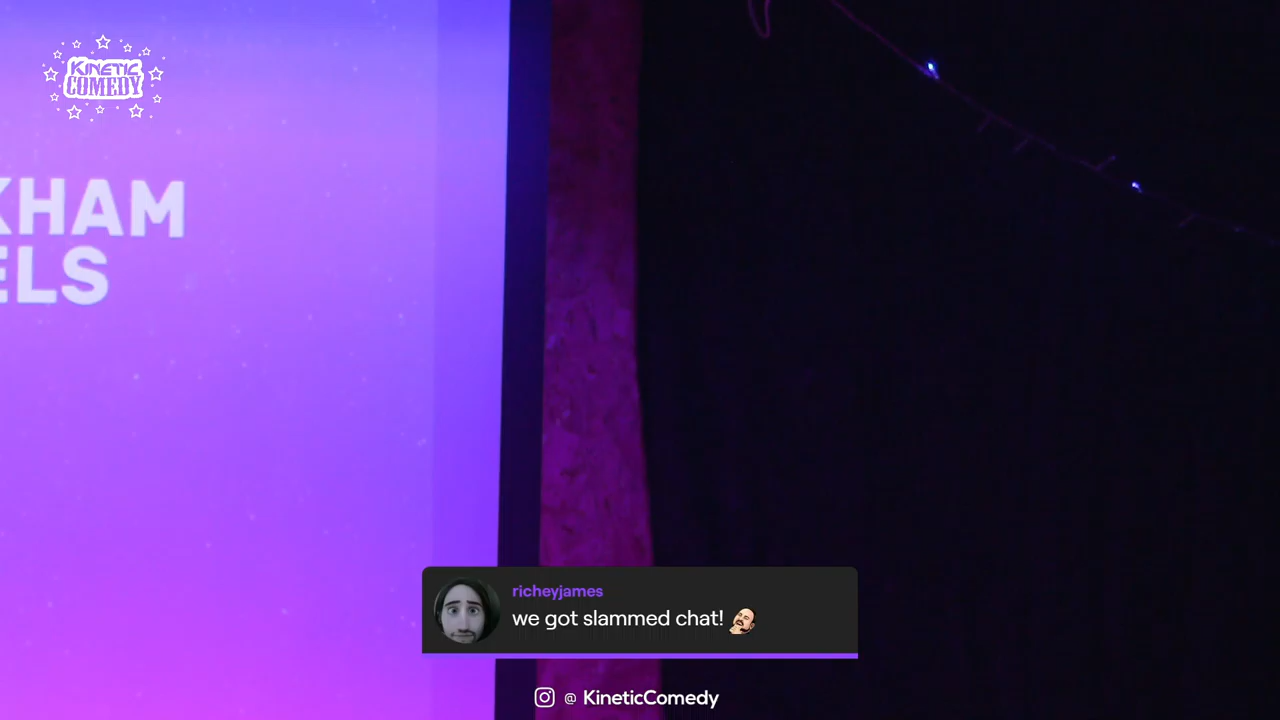 KINETIC
COMEDY
KHAM
ELS
richeyjames
we got slammed chat!
@ KineticComedy